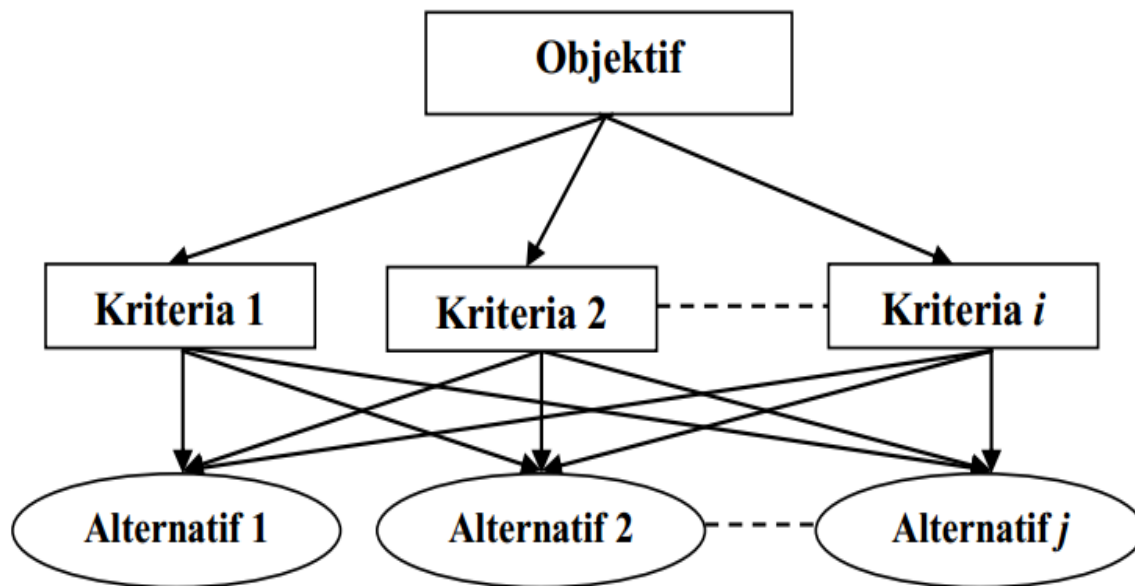 Objektif
Kriteria 1
Kriteria 2
Kriteria i
Alternatif 1
Alternatif 2
Alternatif j